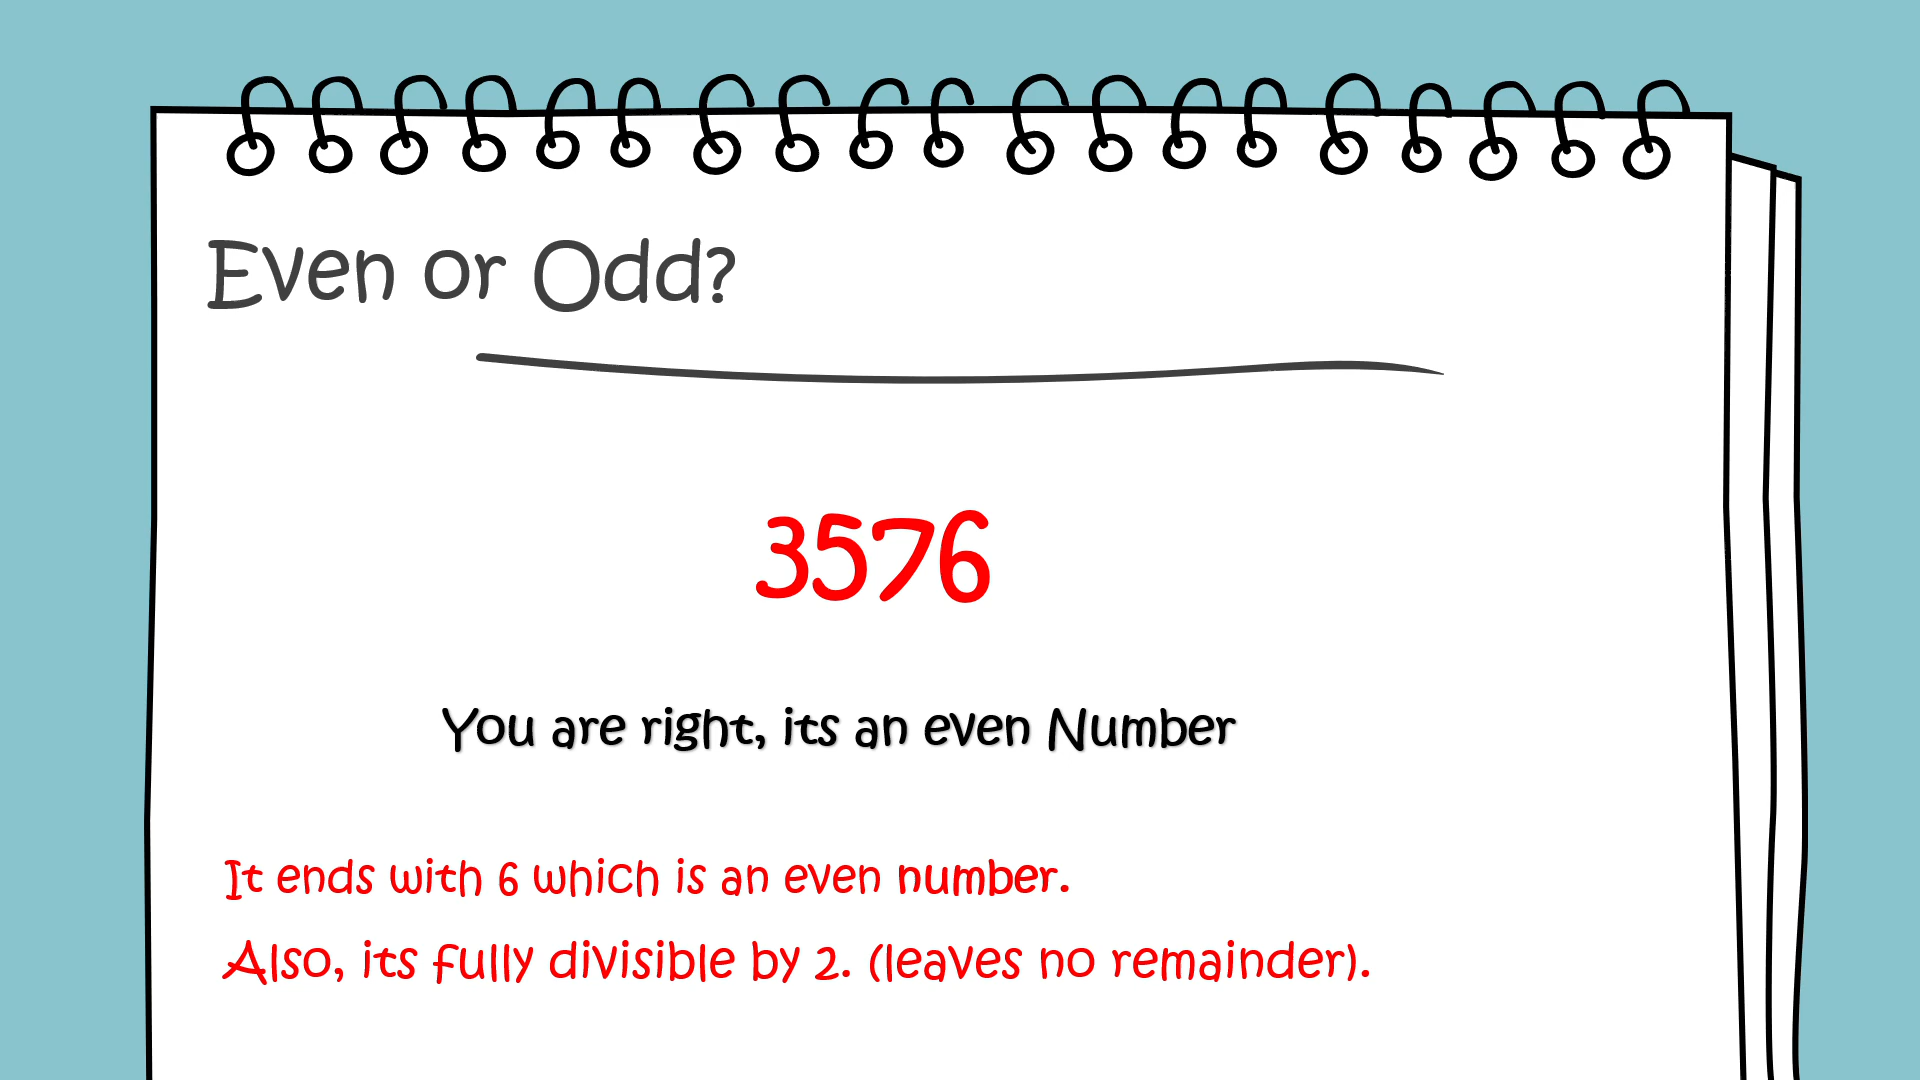 Even or Odd?
3576
You are right, its an even Number
It ends with 6 which is an even number.
Also, its fully divisible by 2. (leaves no remainder).